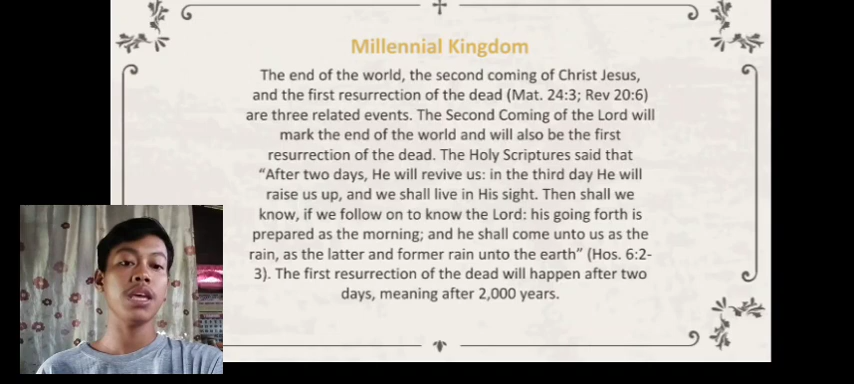 Millennial Kingdom
The end of the world, the second coming of Christ Jesus,
and the first resurrection of the dead (Mat. 24:3; Rev 20:6)
are three related events. The Second Coming of the Lord will
mark the end of the world and will also be the first
resurrection of the dead. The Holy Scriptures said that
“After two days, He will revive us: in the third day He will
raise us up, and we shall live in His sight. Then shall we
know, if we follow on to know the Lord: his going forth is
prepared as the morning; and he shall come unto us as the
rain, as the latter and former rain unto the earth” (Hos. 6:2-
3). The first resurrection of the dead will happen after two
days, meaning after 2,000 years.